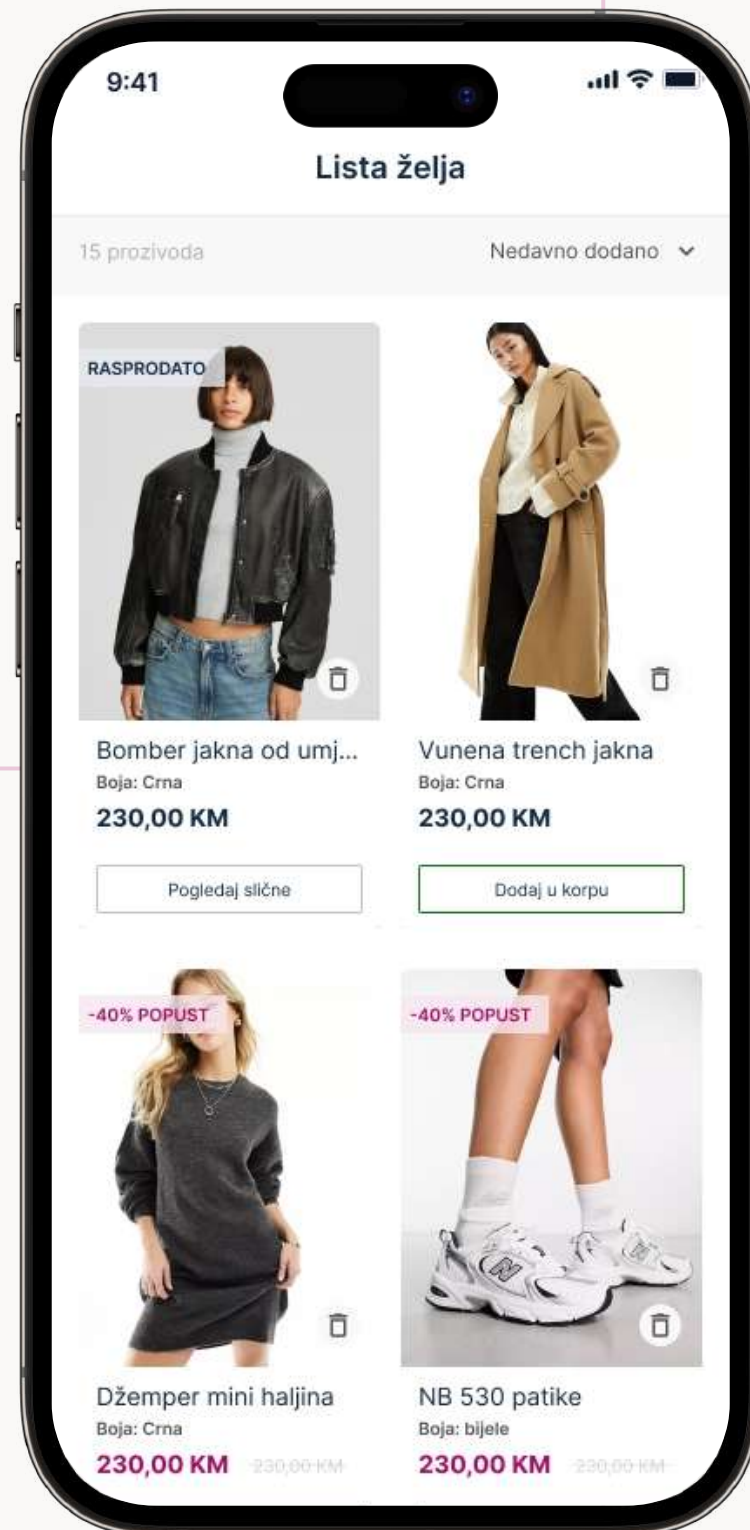 9:41
Lista želja
15 prozivoda
Nedavno dodano
RASPRODATO
Bomber jakna od umj...
Boja: Crna
230,00 KM
Pogledaj slične
Vunena trench jakna
Boja: Crna
230,00 KM
Dodaj u korpu
-40% POPUST
Džemper mini haljina
Boja: Crna
230,00 KM 230,00 KM
-40% POPUST
N
NB 530 patike
Boja: bijele
230,00 KM 230,00 KM